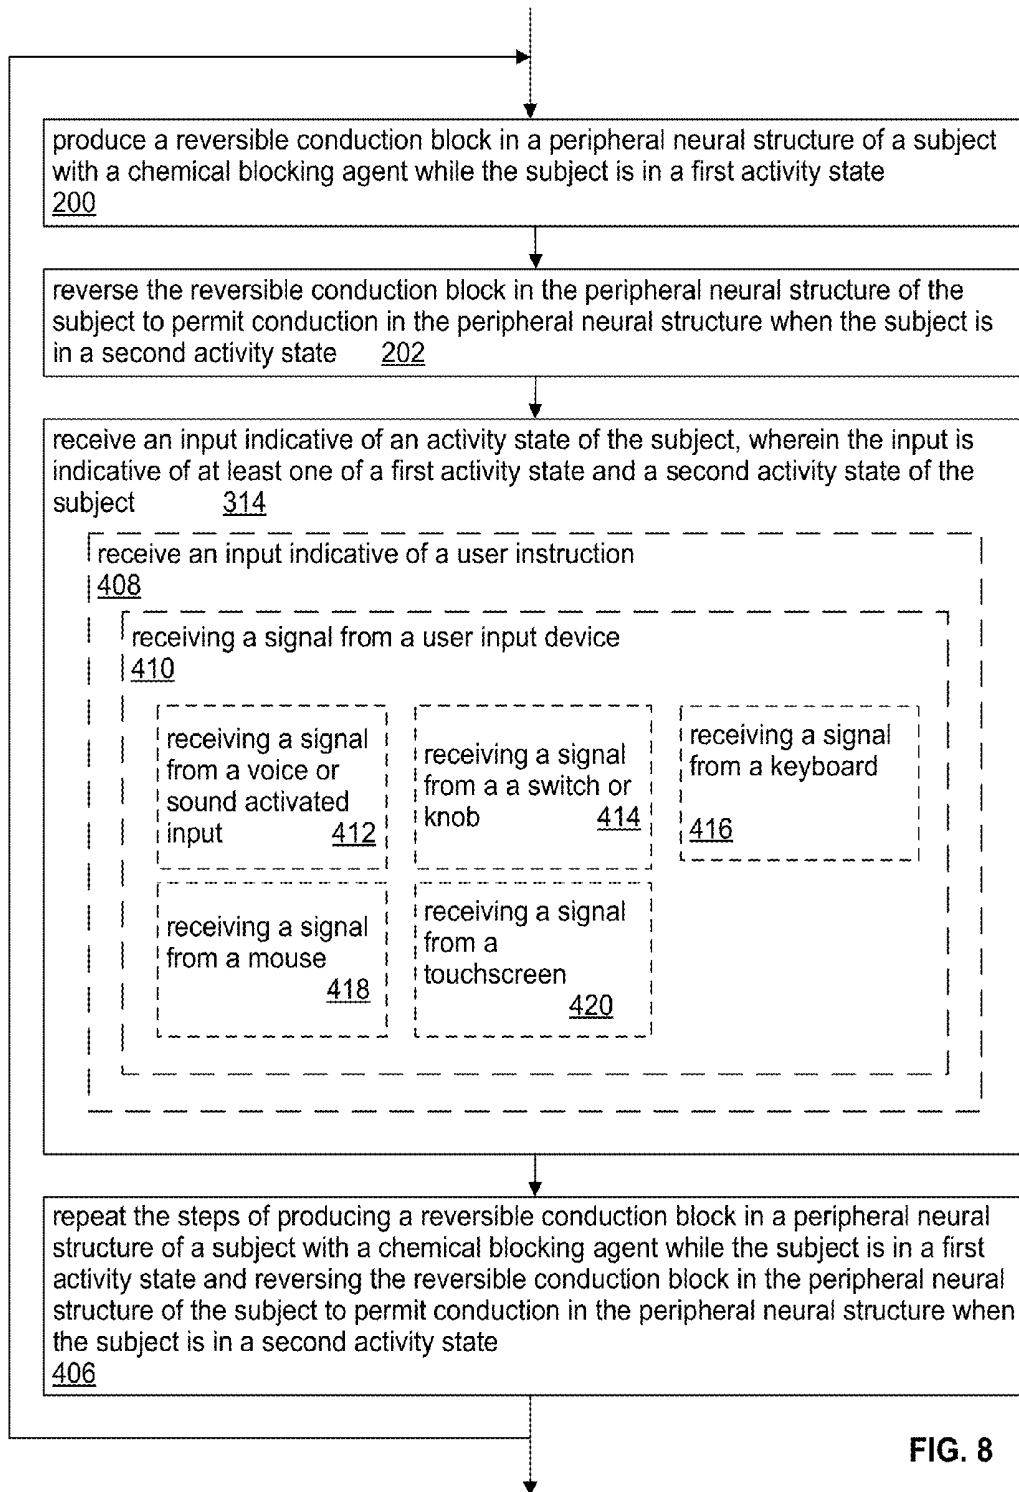 produce a reversible conduction block in a peripheral neural structure of a subject
with a chemical blocking agent while the subject is in a first activity state
200
reverse the reversible conduction block in the peripheral neural structure of the
subject to permit conduction in the peripheral neural structure when the subject is
in a second activity state 202
receive an input indicative of an activity state of the subject, wherein the input is
indicative of at least one of a first activity state and a second activity state of the
subject 314
receive an input indicative of a user instruction
408
receiving a signal from a user input device
410
receiving a signal
from a voice or
sound activated
input 412
receiving a signal
from a a switch or
knob 414
receiving a signal
from a keyboard
416
receiving a signal
from a mouse
418
receiving a signal
from a
touchscreen
420
repeat the steps of producing a reversible conduction block in a peripheral neural
structure of a subject with a chemical blocking agent while the subject is in a first
activity state and reversing the reversible conduction block in the peripheral neural
structure of the subject to permit conduction in the peripheral neural structure when
the subject is in a second activity state
406
FIG. 8